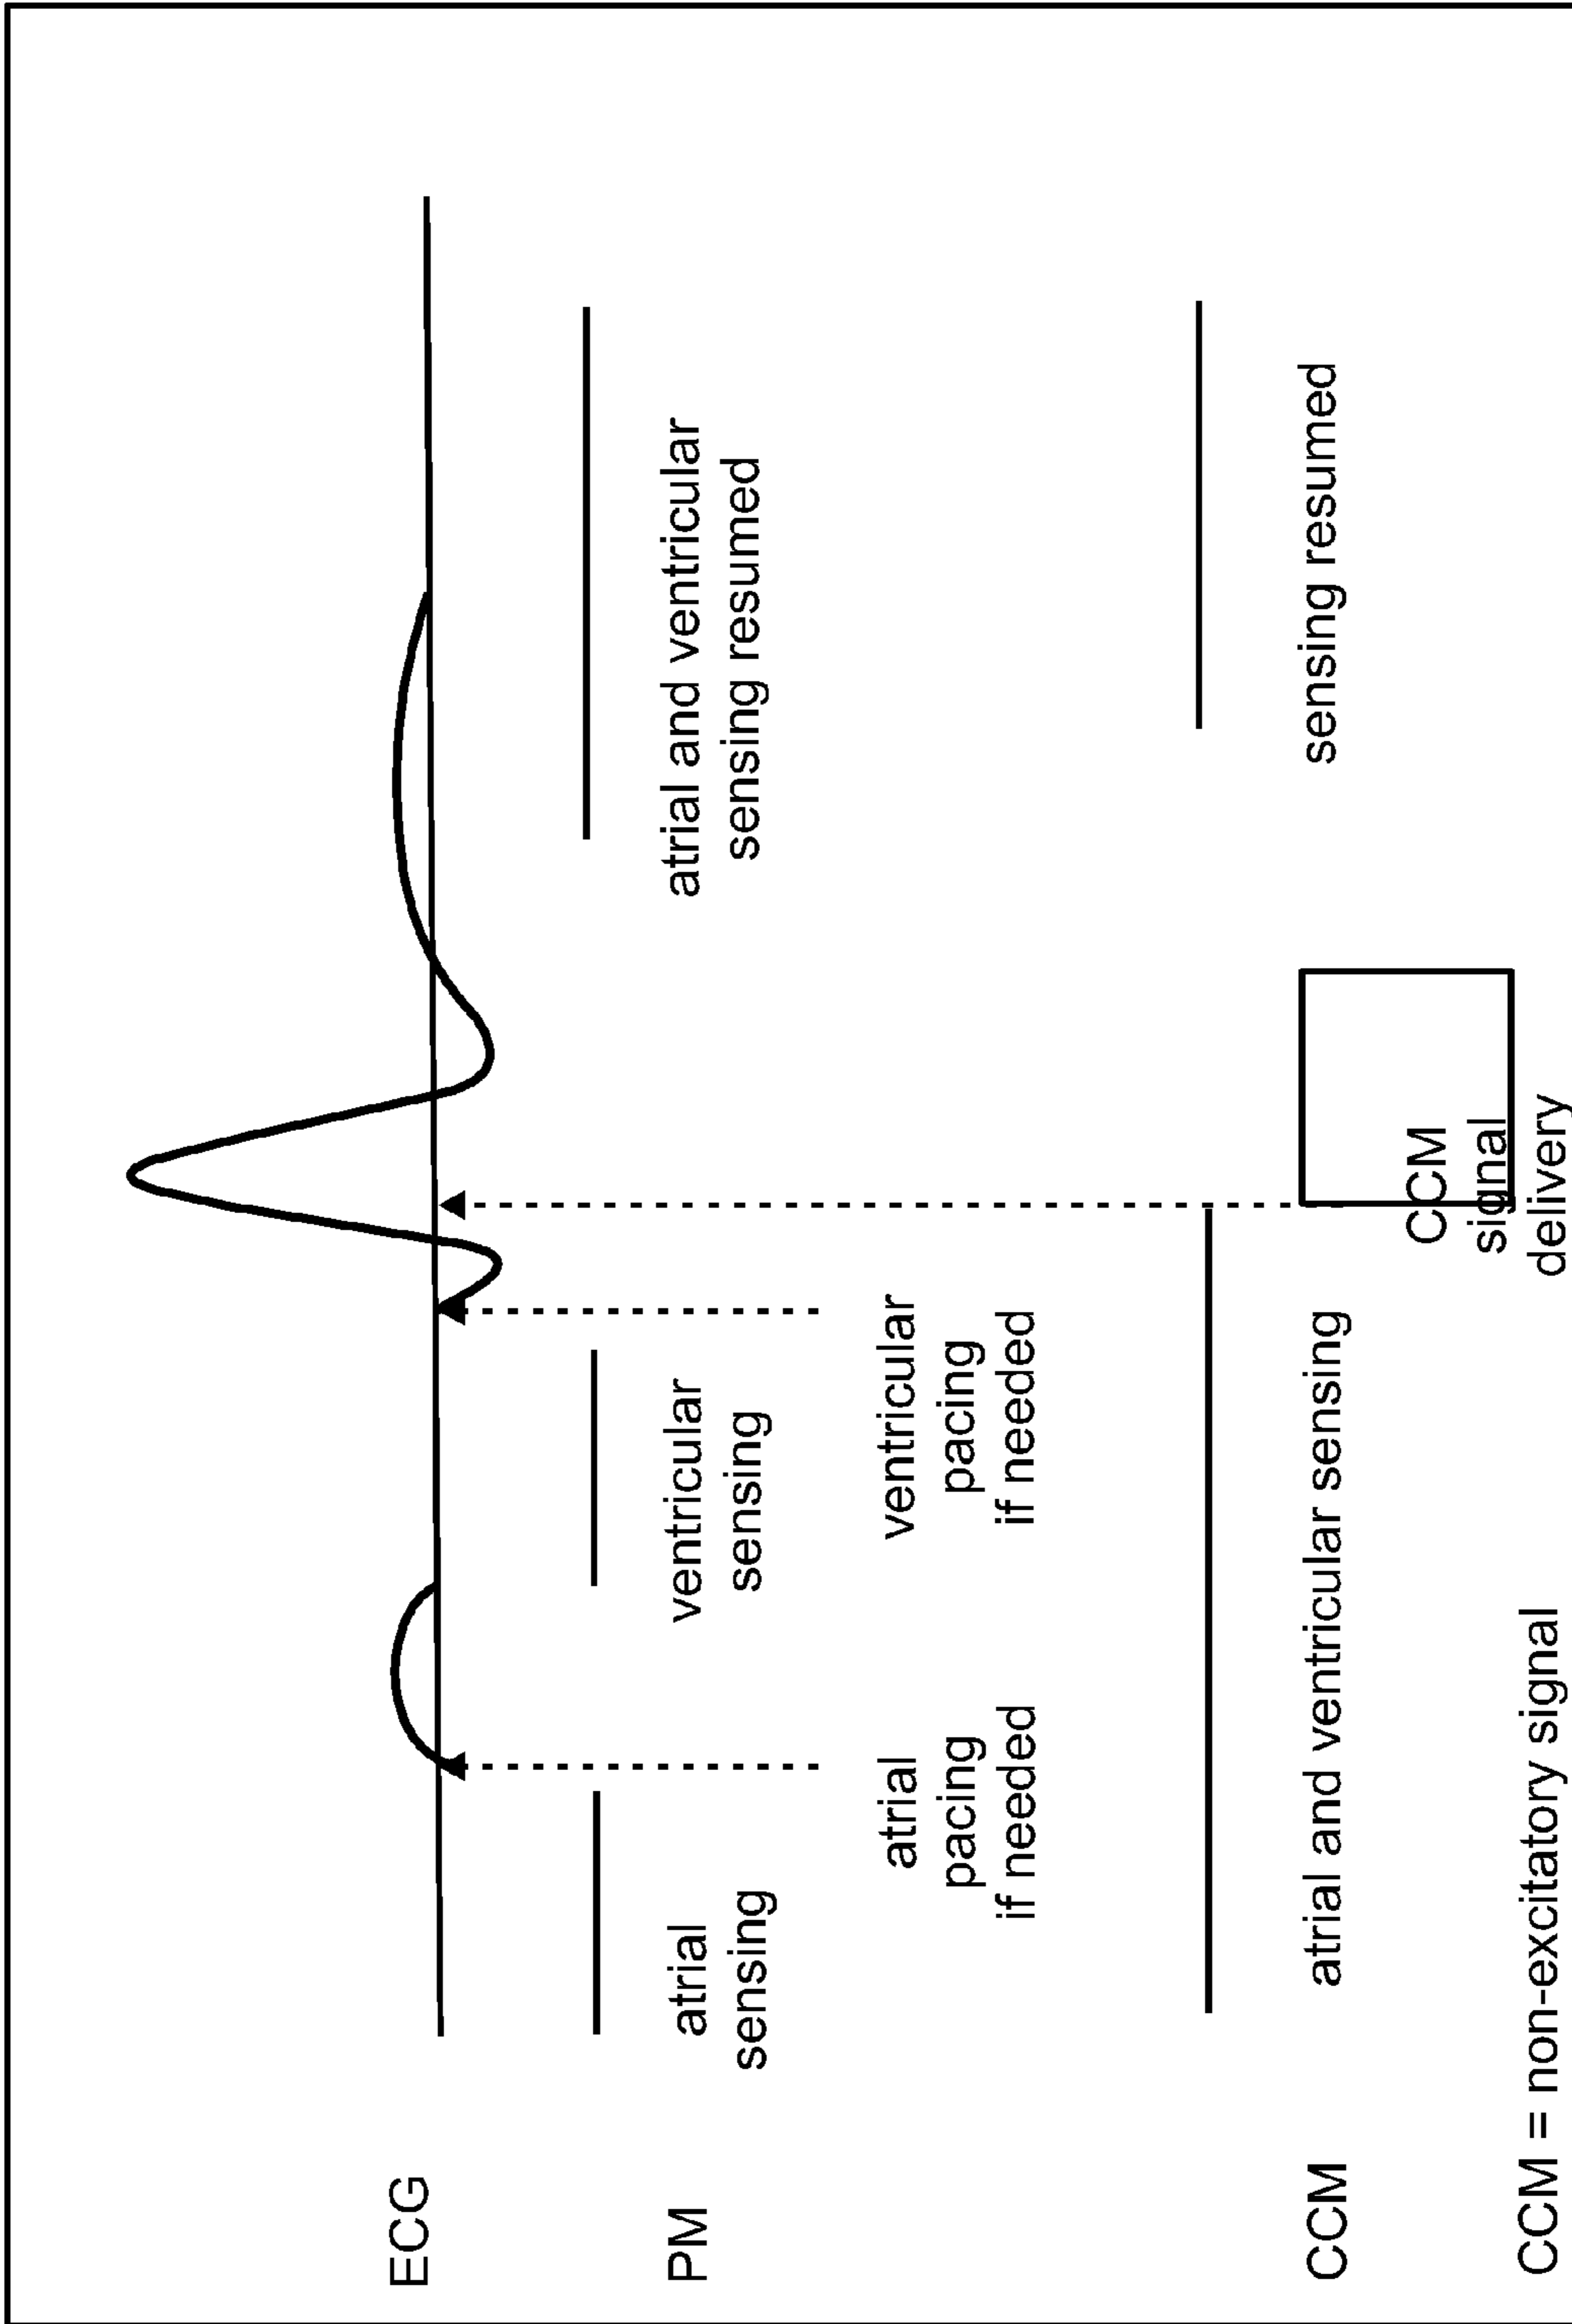 ECG
PM
atrial
sensing
ventricular
sensing
atrial and ventricular
sensing resumed
atrial
pacing
if needed
ventricular
pacing
if needed
CCM
atrial and ventricular sensing
sensing resumed
CCM
signal
delivery
CCM = non-excitatory signal